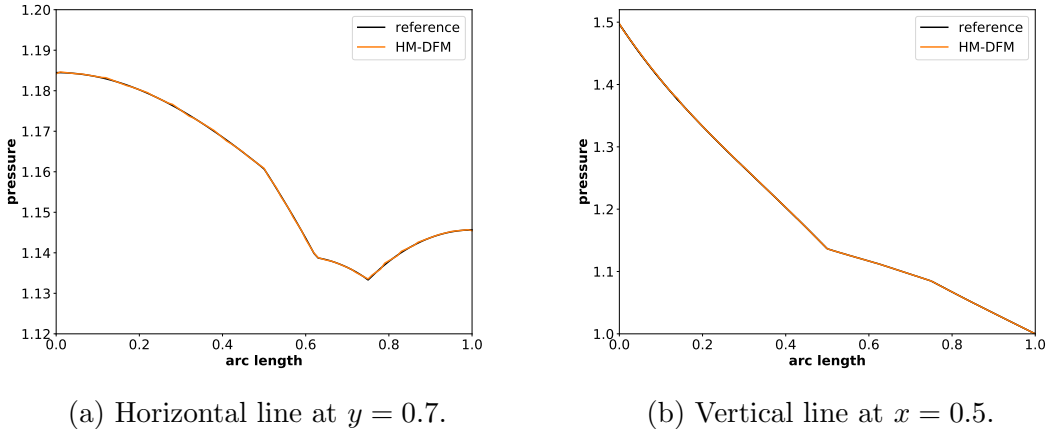 1.20
1.19
1.18
1.17
1.16
1.15
1.14
1.13
1.12
pressure
0.0 0.2 0.4 0.6 0.8 1.0
arc length
reference
HM-DFM
(a) Horizontal line at y = 0.7.
1.5
1.4
1.3
1.2
1.1
1.0
pressure
0.0 0.2 0.4 0.6 0.8 1.0
arc length
reference
HM-DFM
(b) Vertical line at x = 0.5.